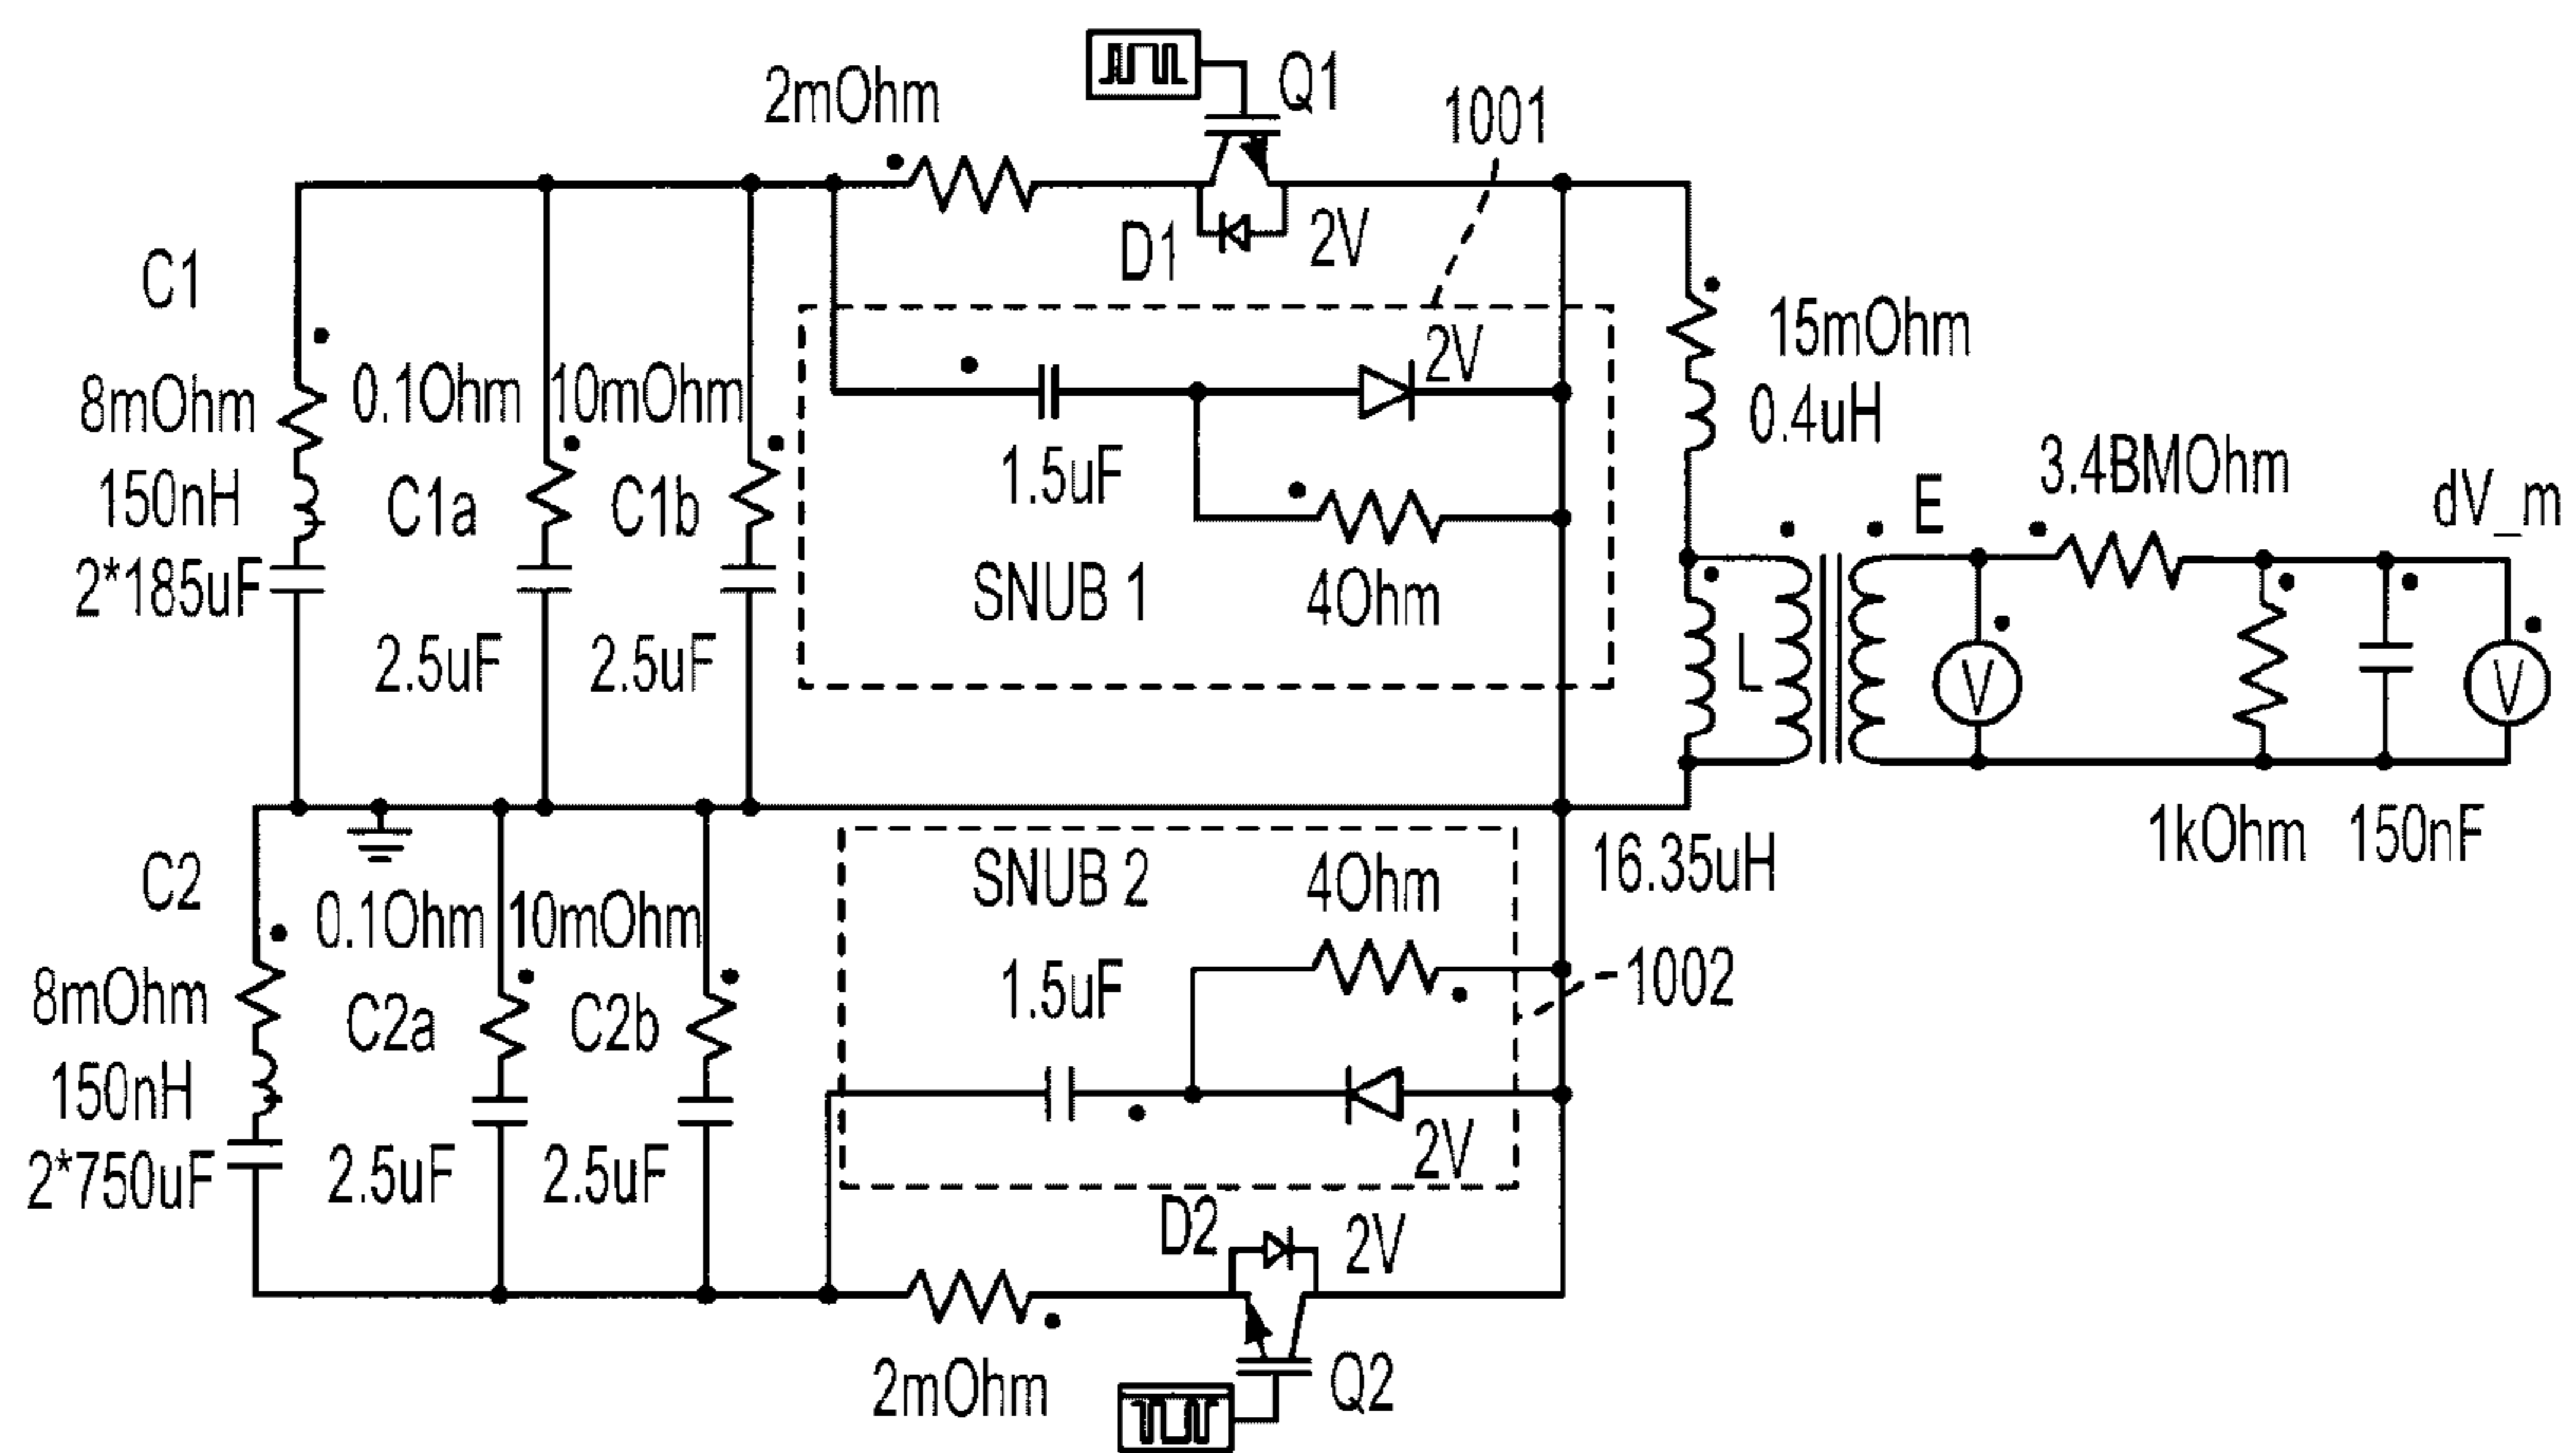 2mOhm
Q1
1001
C1
D1
2V
8mOhm
0.1Ohm
10mOhm
2V
15mOhm
0.4uH
150nH
C1a
C1b
1.5uF
3.4BMOhm
E
dV_m
2*185uF
SNUB 1
4Ohm
2.5uF
2.5uF
L
V
V
C2
SNUB 2
4Ohm
16.35uH
1kOhm
150nF
0.1Ohm
10mOhm
8mOhm
C2a
C2b
1.5uF
1002
150nH
2*750uF
2.5uF
2.5uF
2V
D2
2V
2mOhm
Q2